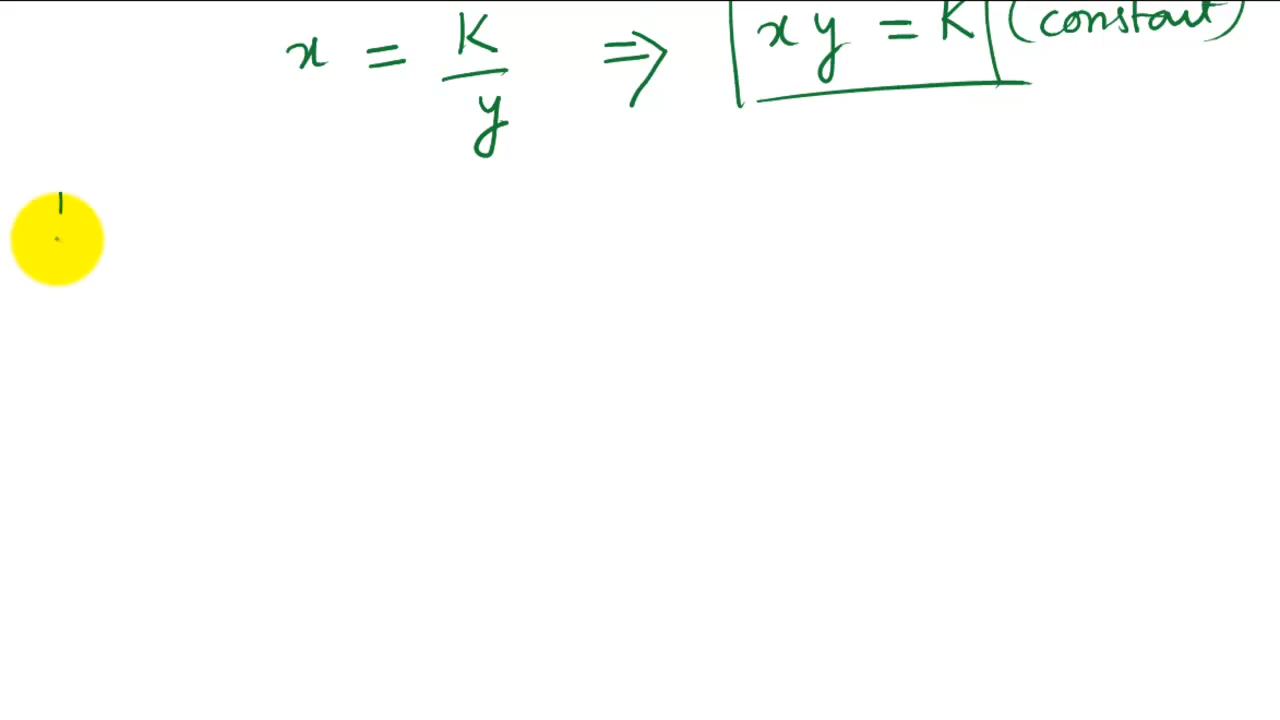 x = K/y ⇒ xy = K (constant)